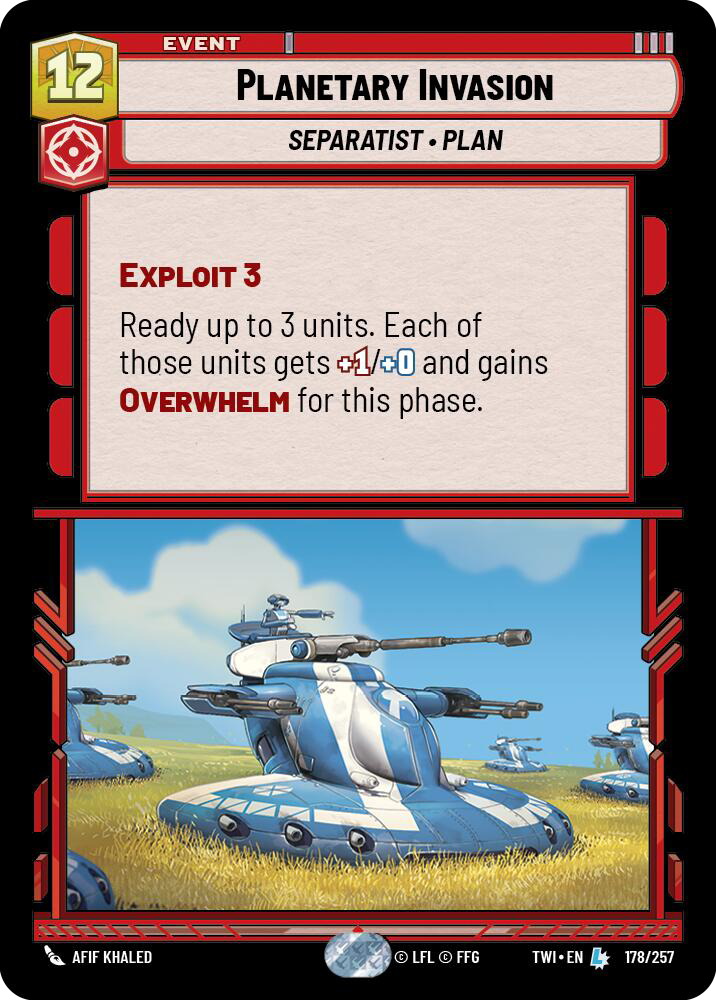 EVENT
12
PLANETARY INVASION
SEPARATIST • PLAN
EXPLOIT 3
Ready up to 3 units. Each of
those units gets +1/+0 and gains
OVERWHELM for this phase.
AFIF KHALED
© LFL © FFG
TWI • EN L 178/257